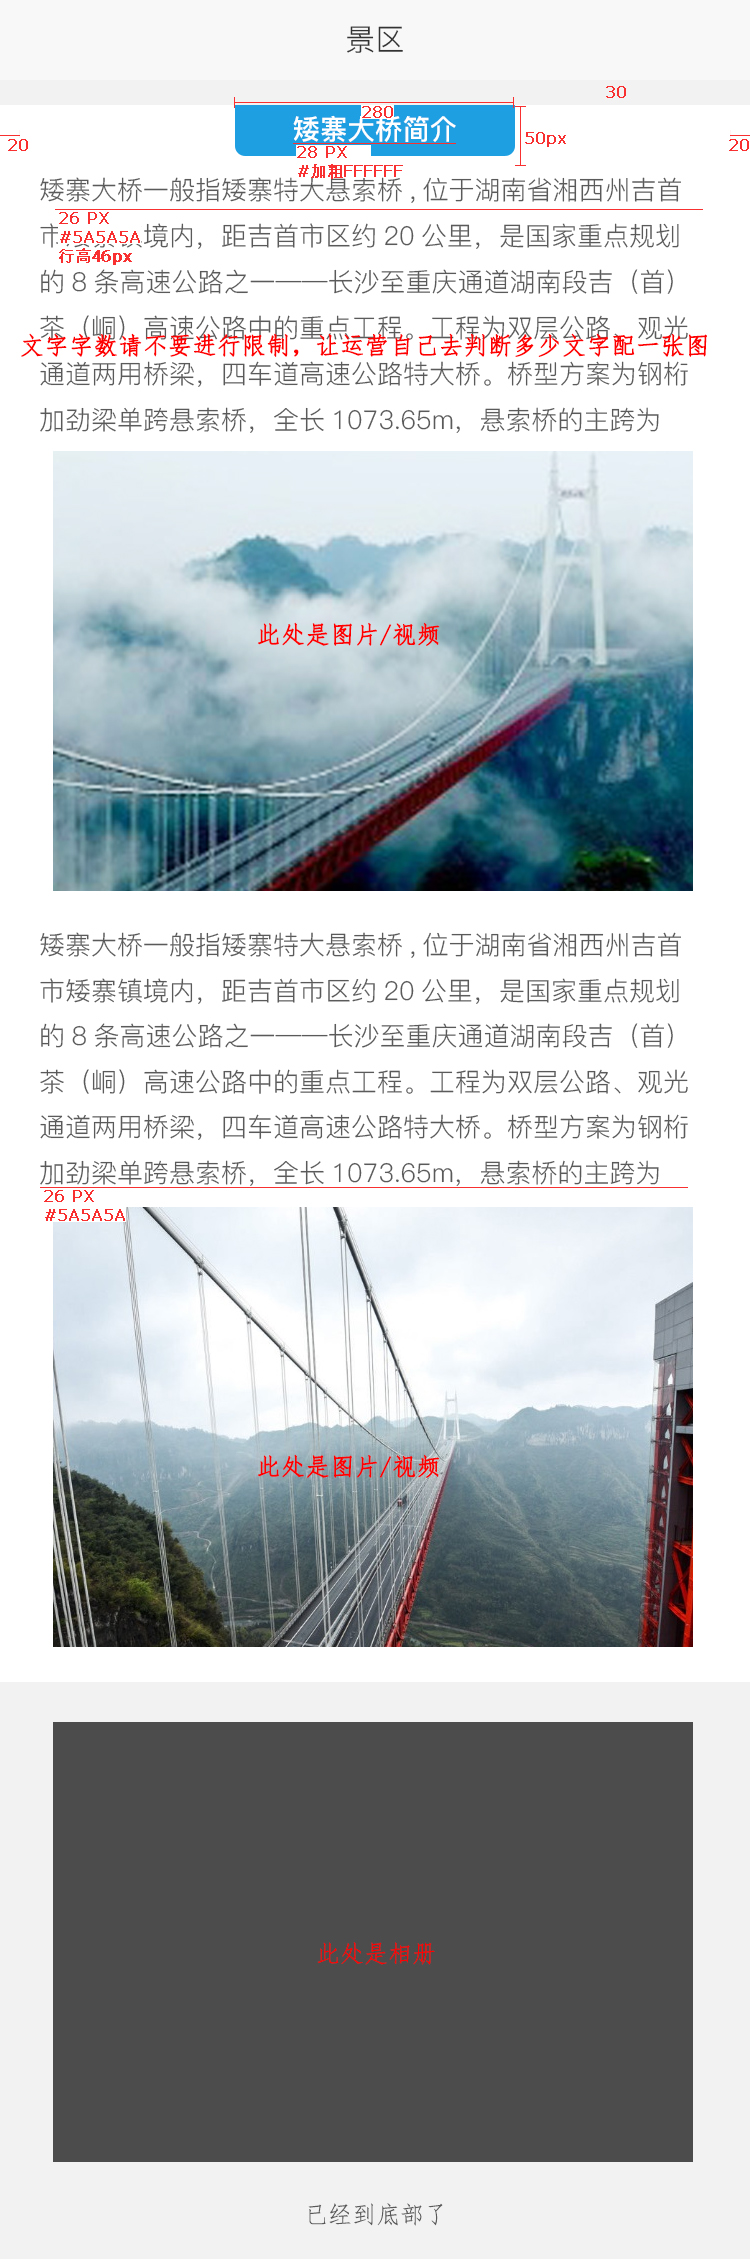 景区
30
280
矮寨大桥简介
50px
20
20
28 PX
#加粗FFFFFF
矮寨大桥一般指矮寨特大悬索桥 , 位于湖南省湘西州吉首
26 PX
#5A5A5A
行高46px
市 境内，距吉首市区约 20 公里，是国家重点规划
的 8 条高速公路之一———长沙至重庆通道湖南段吉（首）
茶（峒）高速公路中的重点工程。工程为双层公路、观光
文字字数请不要进行限制，让运营自己去判断多少文字配一张图
通道两用桥梁，四车道高速公路特大桥。桥型方案为钢桁
加劲梁单跨悬索桥，全长 1073.65m，悬索桥的主跨为
此处是图片/视频
矮寨大桥一般指矮寨特大悬索桥 , 位于湖南省湘西州吉首
市矮寨镇境内，距吉首市区约 20 公里，是国家重点规划
的 8 条高速公路之一———长沙至重庆通道湖南段吉（首）
茶（峒）高速公路中的重点工程。工程为双层公路、观光
通道两用桥梁，四车道高速公路特大桥。桥型方案为钢桁
加劲梁单跨悬索桥，全长 1073.65m，悬索桥的主跨为
26 PX
#5A5A5A
此处是图片/视频
此处是相册
已经到底部了